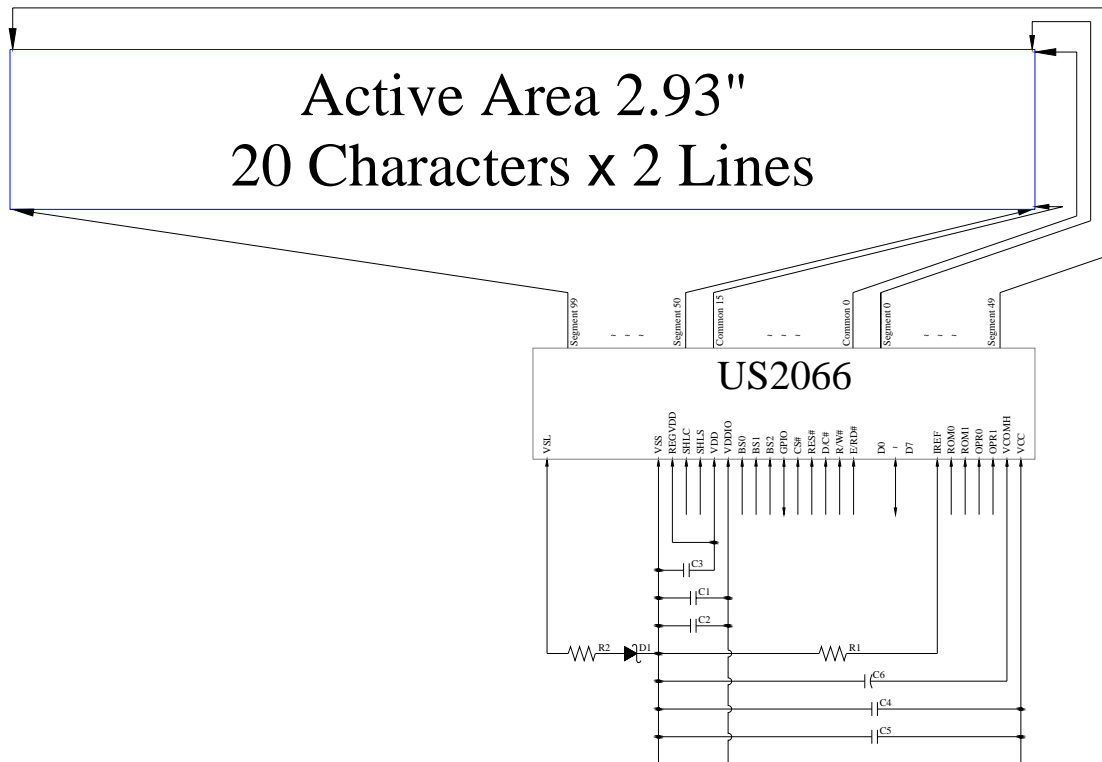 Active Area 2.93"
20 Characters x 2 Lines
Segment 99
~ ~ ~
Segment 50
Common 15
~ ~ ~
Common 0
Segment 0
~ ~ ~
Segment 49
US2066
VSL
VSS
REGVDD
SHLC
SHLS
VDD
VDDIO
BS0
BS1
BS2
GPIO
CS#
RES#
D/C#
R/W#
E/RD#
D0
~
D7
IREF
ROM0
ROM1
OPR0
OPR1
VCOMH
VCC
C3
C1
C2
R2
D1
R1
C6
C4
C5